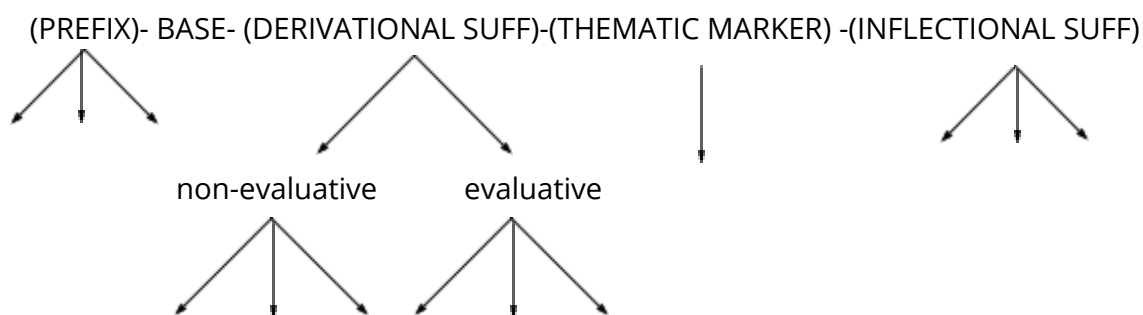 (PREFIX)- BASE- (DERIVATIONAL SUFF)-(THEMATIC MARKER) -(INFLECTIONAL SUFF)
non-evaluative evaluative